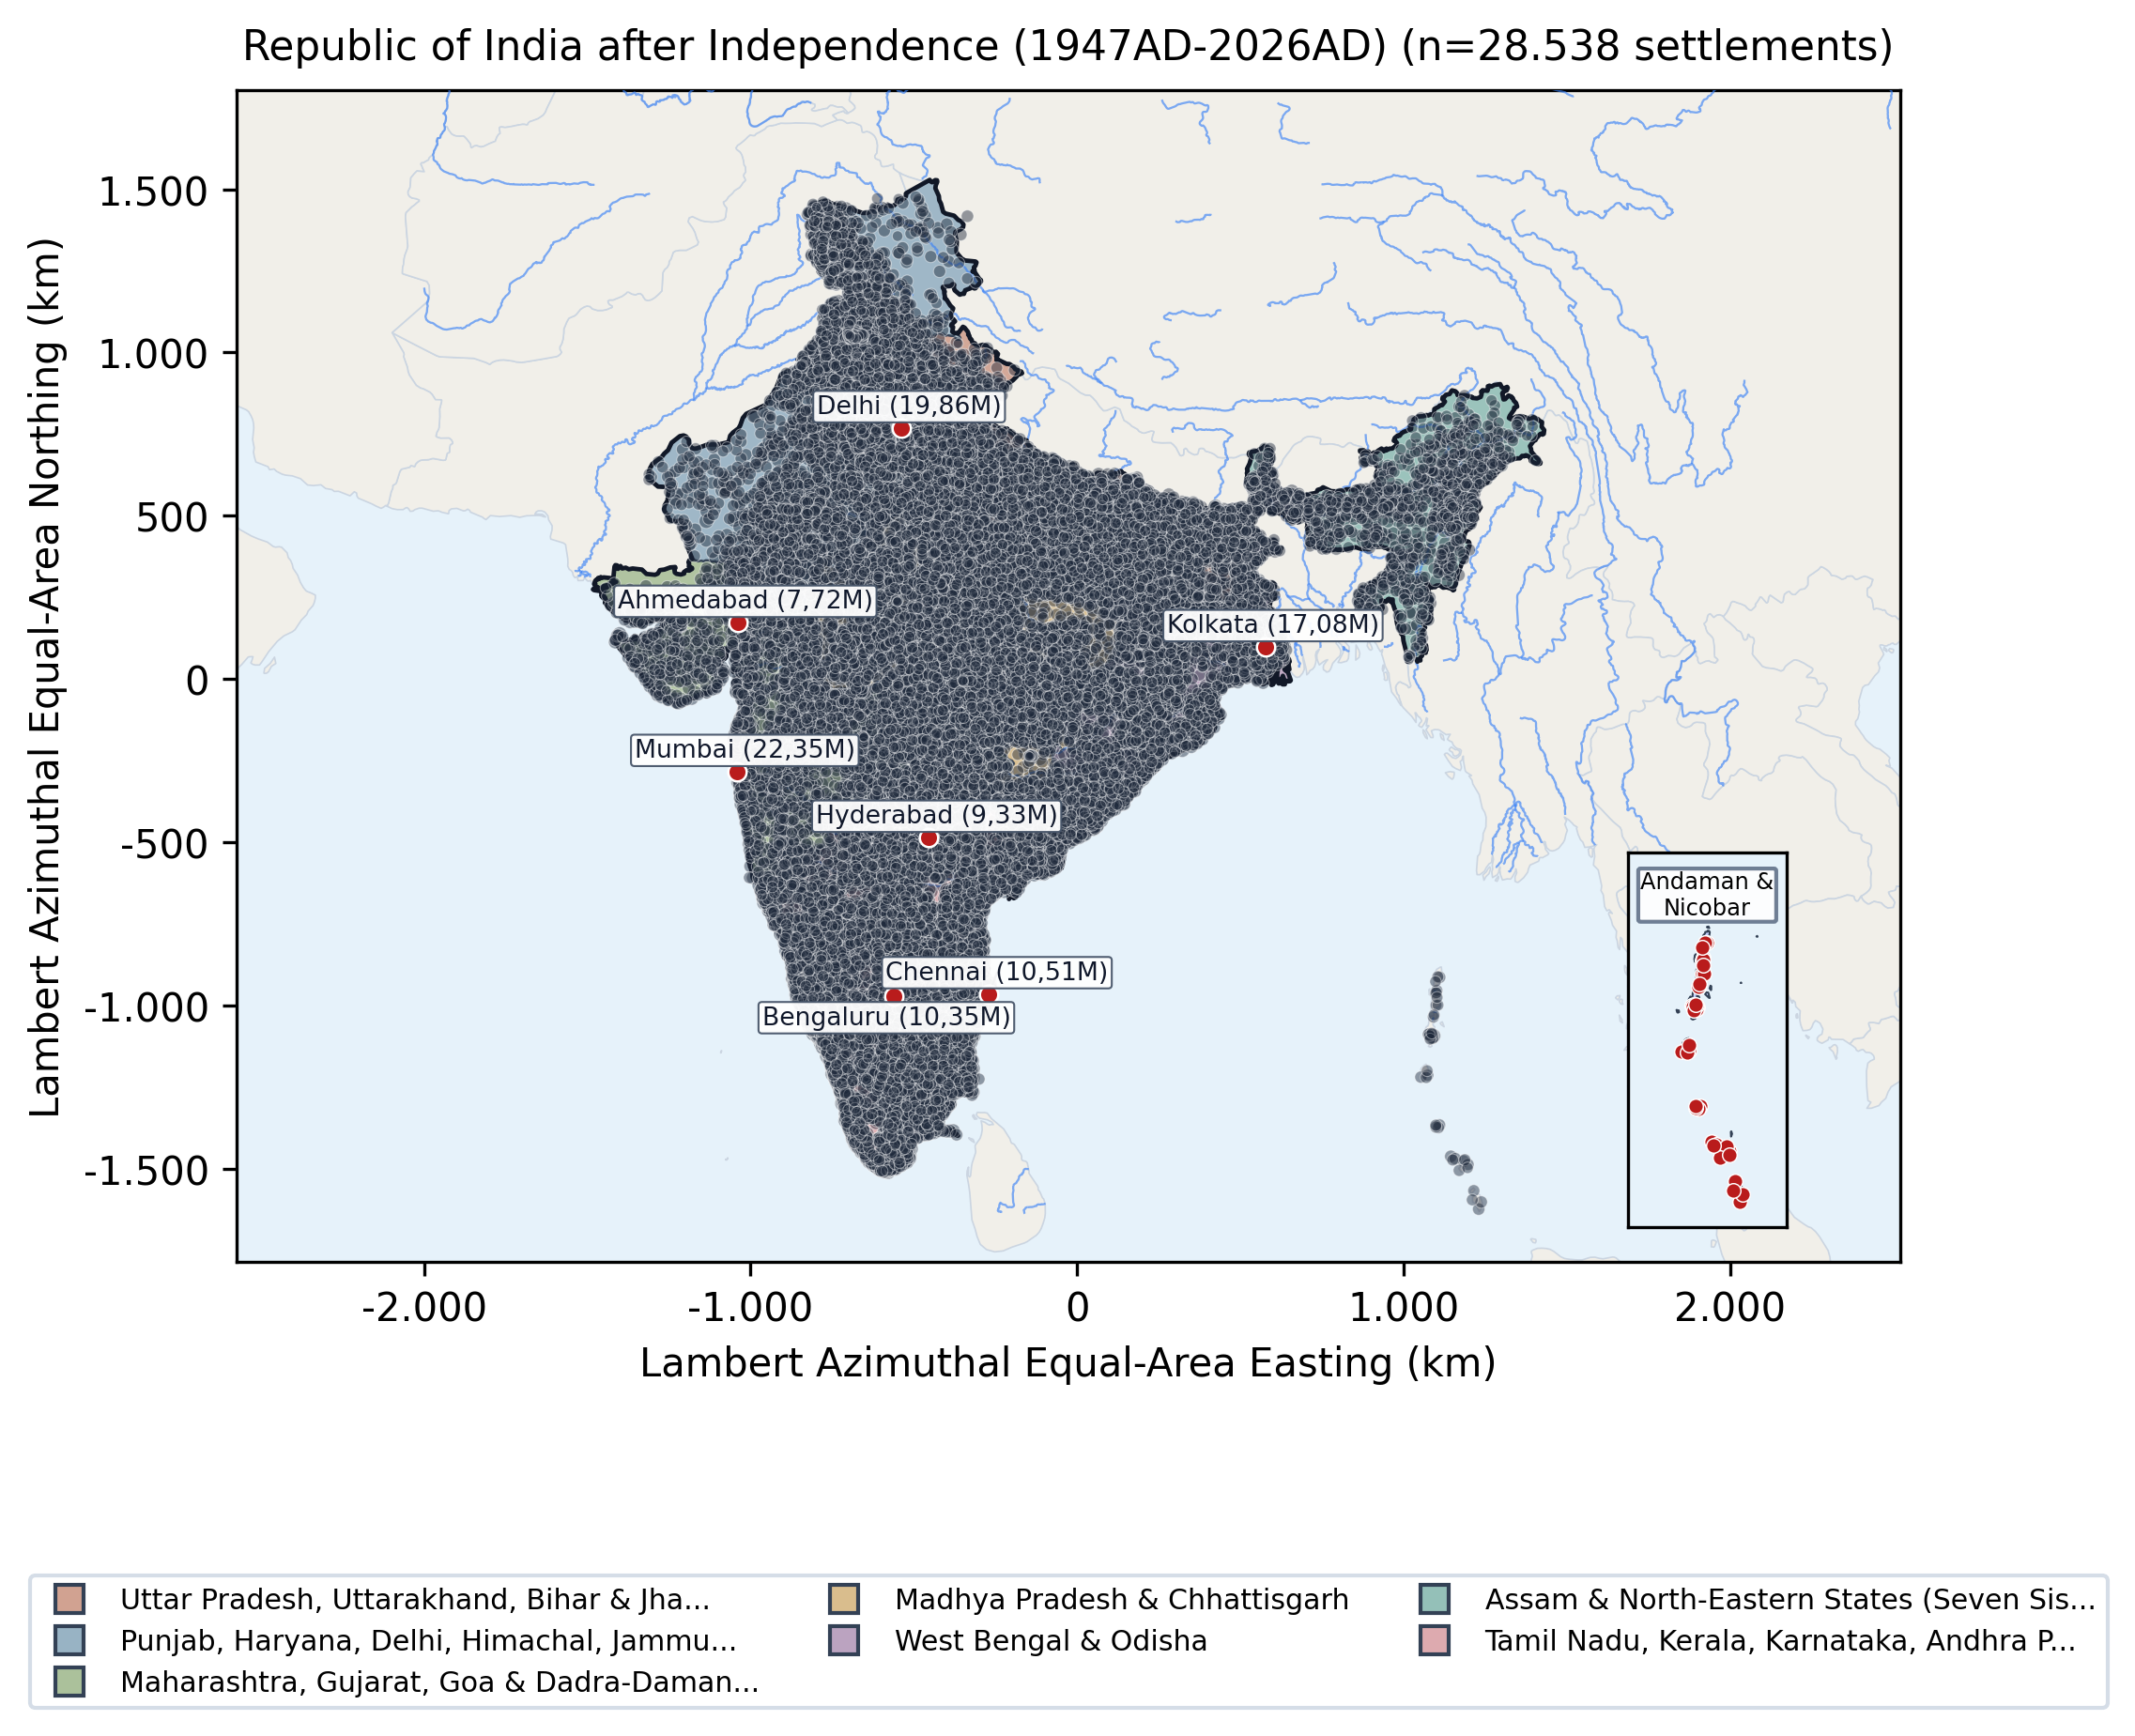 Republic of India after Independence (1947AD-2026AD) (n=28.538 settlements)
Lambert Azimuthal Equal-Area Northing (km)
1.500
1.000
500
0
-500
-1.000
-1.500
Delhi (19,86M)
Ahmedabad (7,72M)
Kolkata (17,08M)
Mumbai (22,35M)
Hyderabad (9,33M)
Chennai (10,51M)
Bengaluru (10,35M)
Andaman &
Nicobar
-2.000
-1.000
0
1.000
2.000
Lambert Azimuthal Equal-Area Easting (km)
Uttar Pradesh, Uttarakhand, Bihar & Jha...
Punjab, Haryana, Delhi, Himachal, Jammu...
Maharashtra, Gujarat, Goa & Dadra-Daman...
Madhya Pradesh & Chhattisgarh
West Bengal & Odisha
Assam & North-Eastern States (Seven Sis...
Tamil Nadu, Kerala, Karnataka, Andhra P...